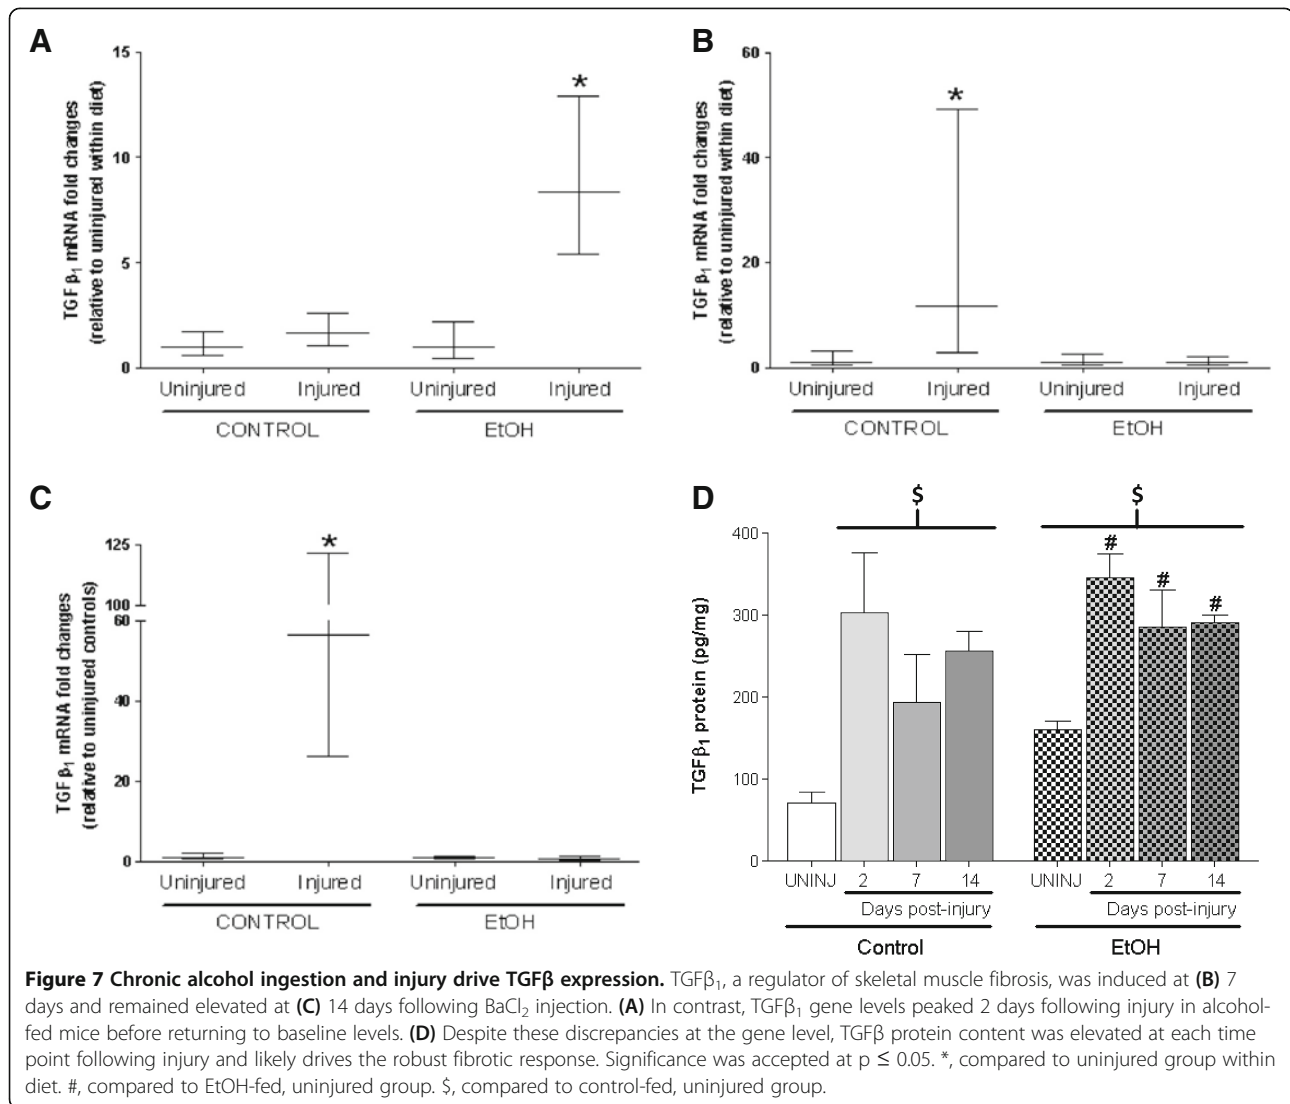 A
TGF β₁ mRNA fold changes
(relative to uninjured within diet)
15
*
10
5
0
Uninjured Injured Uninjured Injured
CONTROL EtOH
B
TGF β₁ mRNA fold changes
(relative to uninjured within diet)
60
*
40
20
0
Uninjured Injured Uninjured Injured
CONTROL EtOH
C
TGF β₁ mRNA fold changes
(relative to uninjured controls)
125
*
100
60
40
20
0
Uninjured Injured Uninjured Injured
CONTROL EtOH
D
TGFβ₁ protein (pg/mg)
$ $
400
# # #
300
200
100
0
UNINJ 2 7 14 UNINJ 2 7 14
Days post-injury Days post-injury
Control EtOH
Figure 7 Chronic alcohol ingestion and injury drive TGFβ expression. TGFβ₁, a regulator of skeletal muscle fibrosis, was induced at (B) 7
days and remained elevated at (C) 14 days following BaCl₂ injection. (A) In contrast, TGFβ₁ gene levels peaked 2 days following injury in alcohol-
fed mice before returning to baseline levels. (D) Despite these discrepancies at the gene level, TGFβ protein content was elevated at each time
point following injury and likely drives the robust fibrotic response. Significance was accepted at p ≤ 0.05. *, compared to uninjured group within
diet. #, compared to EtOH-fed, uninjured group. $, compared to control-fed, uninjured group.